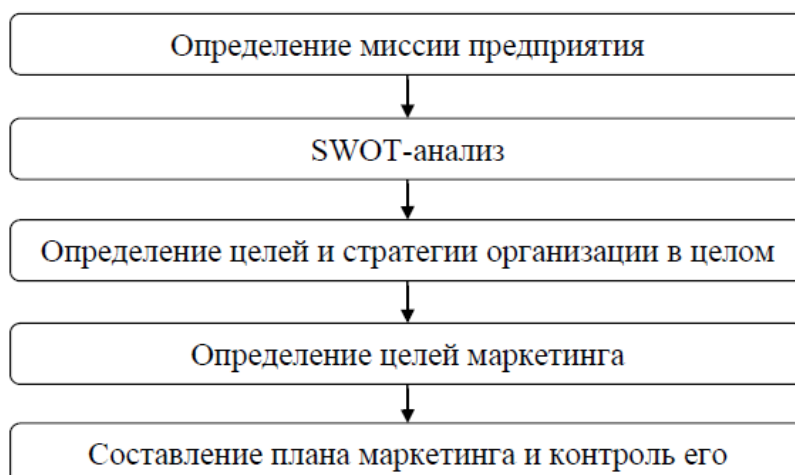 Определение миссии предприятия
SWOT-анализ
Определение целей и стратегии организации в целом
Определение целей маркетинга
Составление плана маркетинга и контроль его